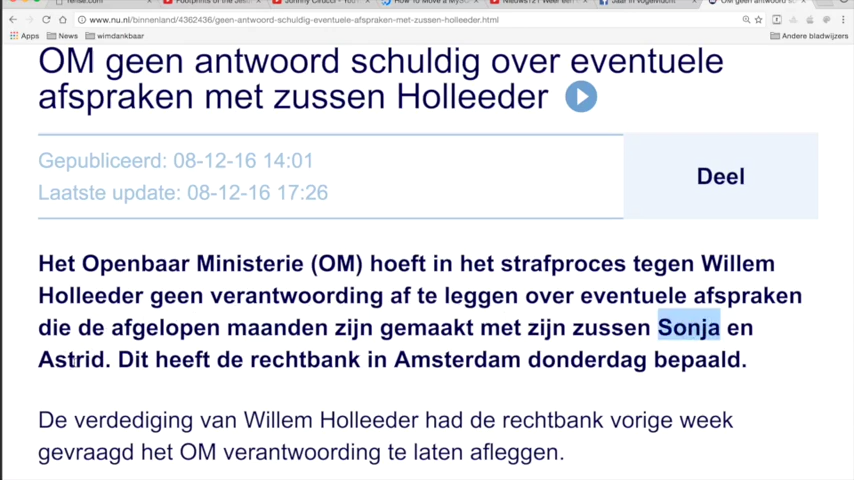 www.nu.nl/binnenland/4362436/geen-antwoord-schuldig-eventuele-afspraken-met-zussen-holleeder.html
Apps News wimdankbaar Andere bladwijzers
OM geen antwoord schuldig over eventuele
afspraken met zussen Holleeder
Gepubliceerd: 08-12-16 14:01
Laatste update: 08-12-16 17:26
Deel
Het Openbaar Ministerie (OM) hoeft in het strafproces tegen Willem
Holleeder geen verantwoording af te leggen over eventuele afspraken
die de afgelopen maanden zijn gemaakt met zijn zussen Sonja en
Astrid. Dit heeft de rechtbank in Amsterdam donderdag bepaald.
De verdediging van Willem Holleeder had de rechtbank vorige week
gevraagd het OM verantwoording te laten afleggen.